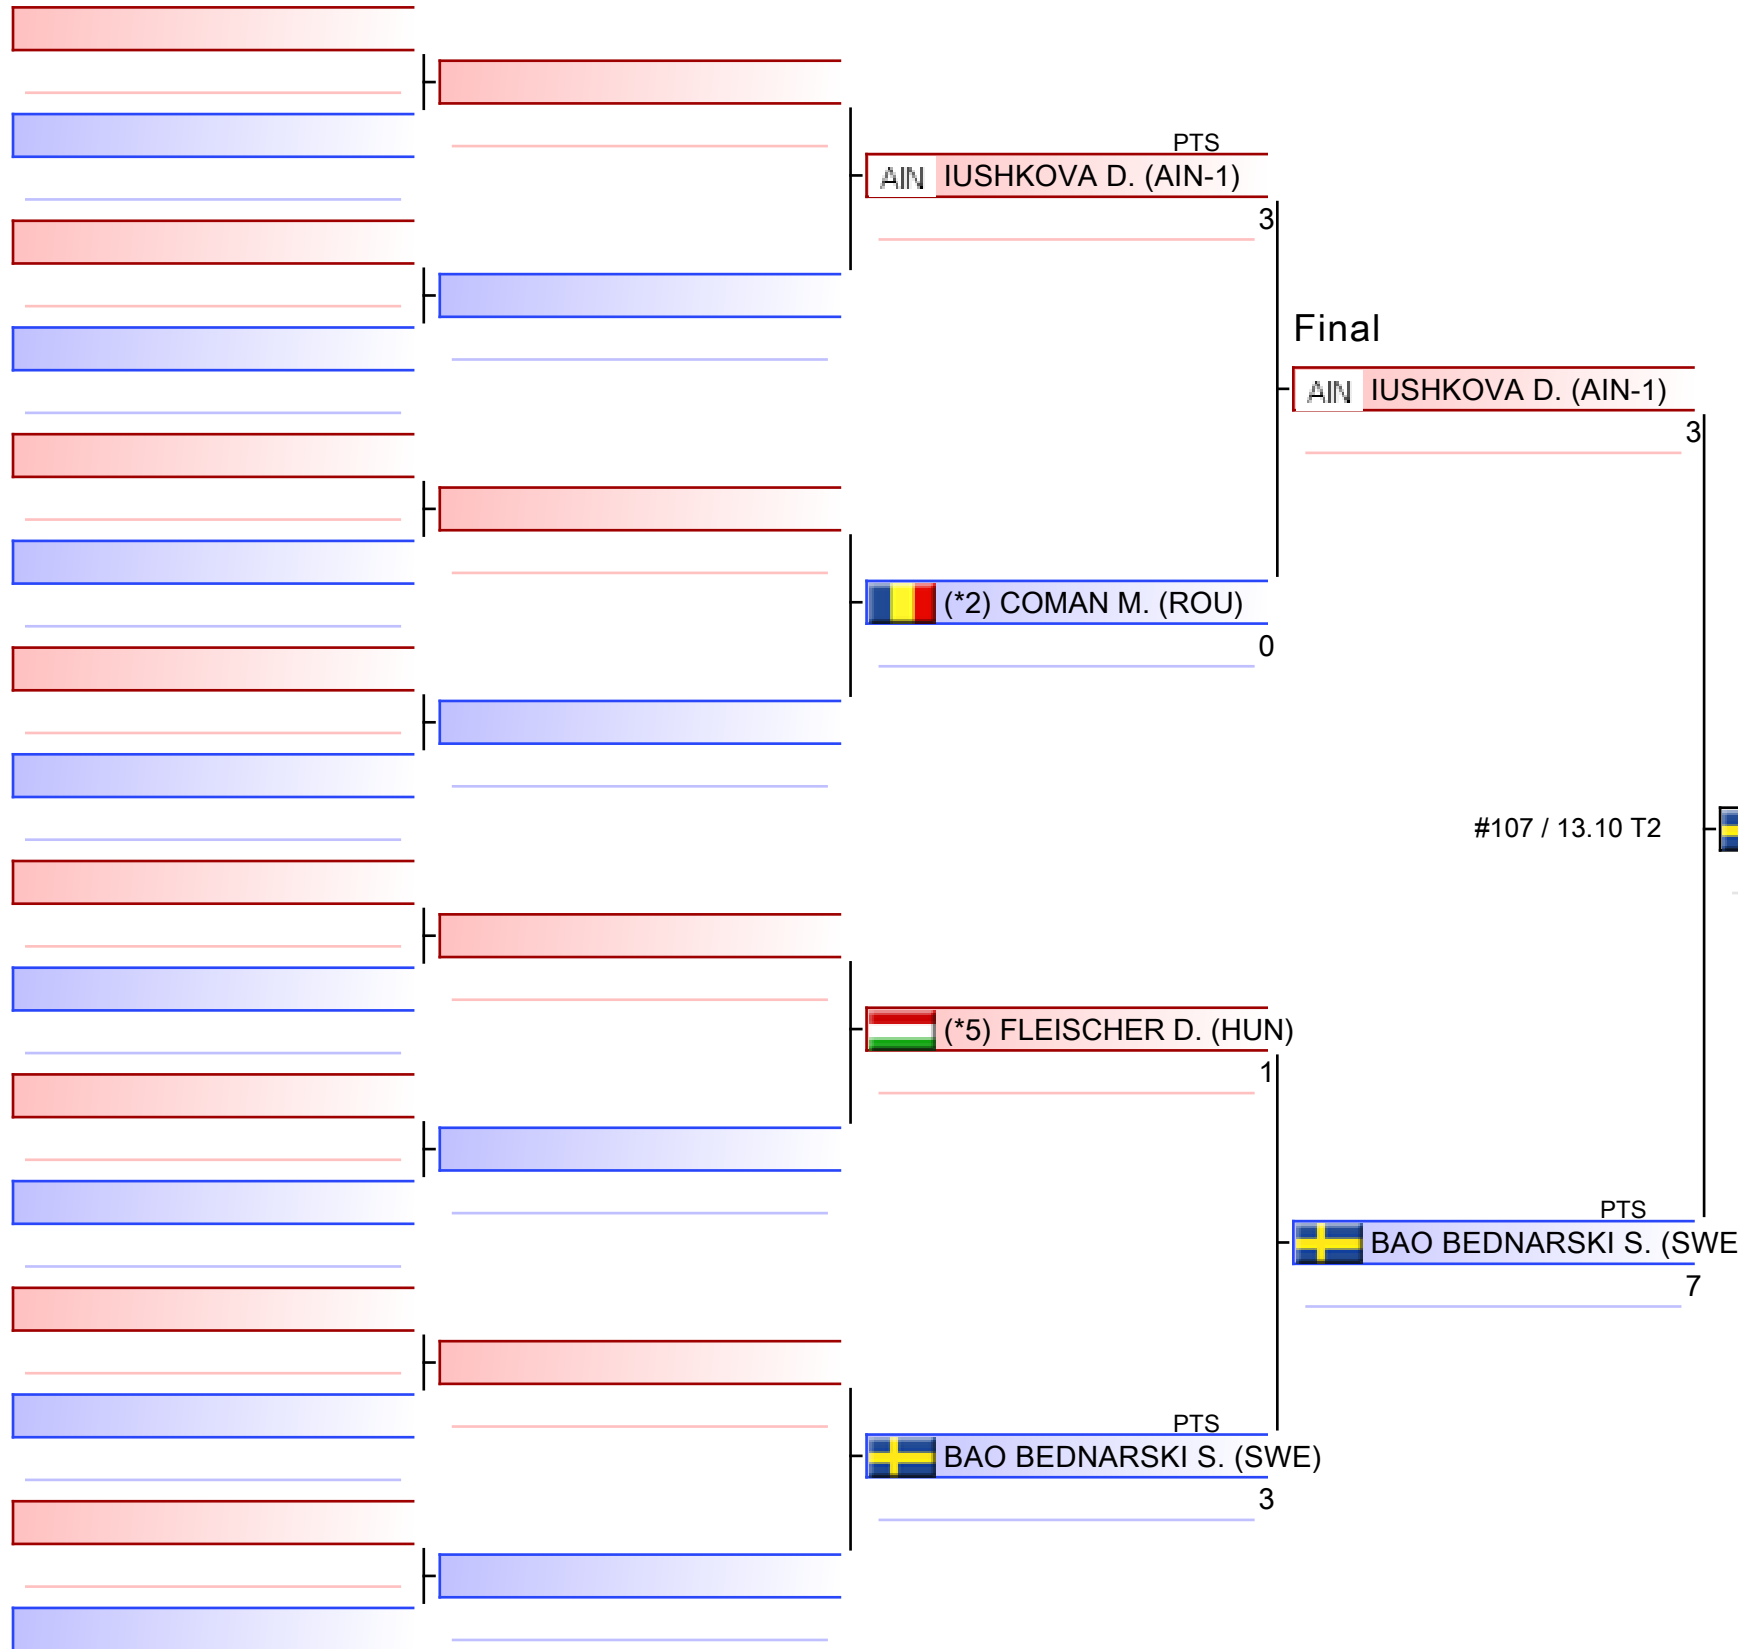 PTS
AIN IUSHKOVA D. (AIN-1)
3
Final
AIN IUSHKOVA D. (AIN-1)
3
(*2) COMAN M. (ROU)
0
#107 / 13.10 T2
(*5) FLEISCHER D. (HUN)
1
PTS
BAO BEDNARSKI S. (SWE
7
PTS
BAO BEDNARSKI S. (SWE)
3